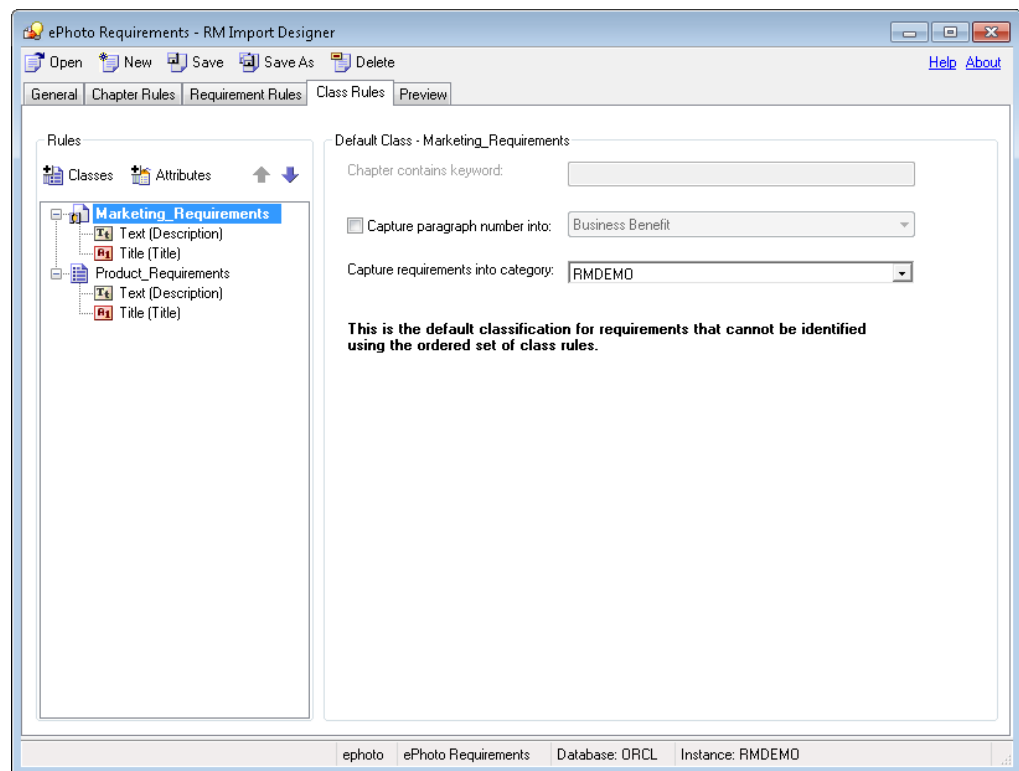 ePhoto Requirements - RM Import Designer
Open New Save Save As Delete Help About
General Chapter Rules Requirement Rules Class Rules Preview
Rules
Classes Attributes
Marketing_Requirements
Tt Text (Description)
A1 Title (Title)
Product_Requirements
Tt Text (Description)
A1 Title (Title)
Default Class - Marketing_Requirements
Chapter contains keyword:
Capture paragraph number into: Business Benefit
Capture requirements into category: RMDEMO
This is the default classification for requirements that cannot be identified
using the ordered set of class rules.
ephoto ePhoto Requirements Database: ORCL Instance: RMDEMO